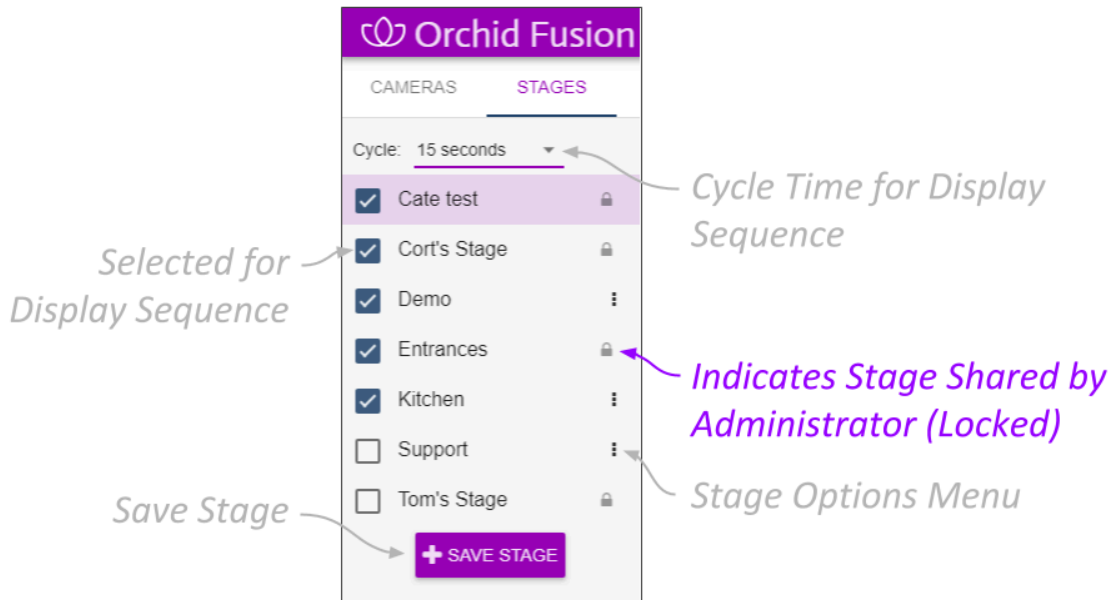 Orchid Fusion
CAMERAS STAGES
Cycle: 15 seconds
Cate test
Cort's Stage
Demo
Entrances
Kitchen
Support
Tom's Stage
SAVE STAGE
Selected for
Display Sequence
Save Stage
Cycle Time for Display
Sequence
Indicates Stage Shared by
Administrator (Locked)
Stage Options Menu